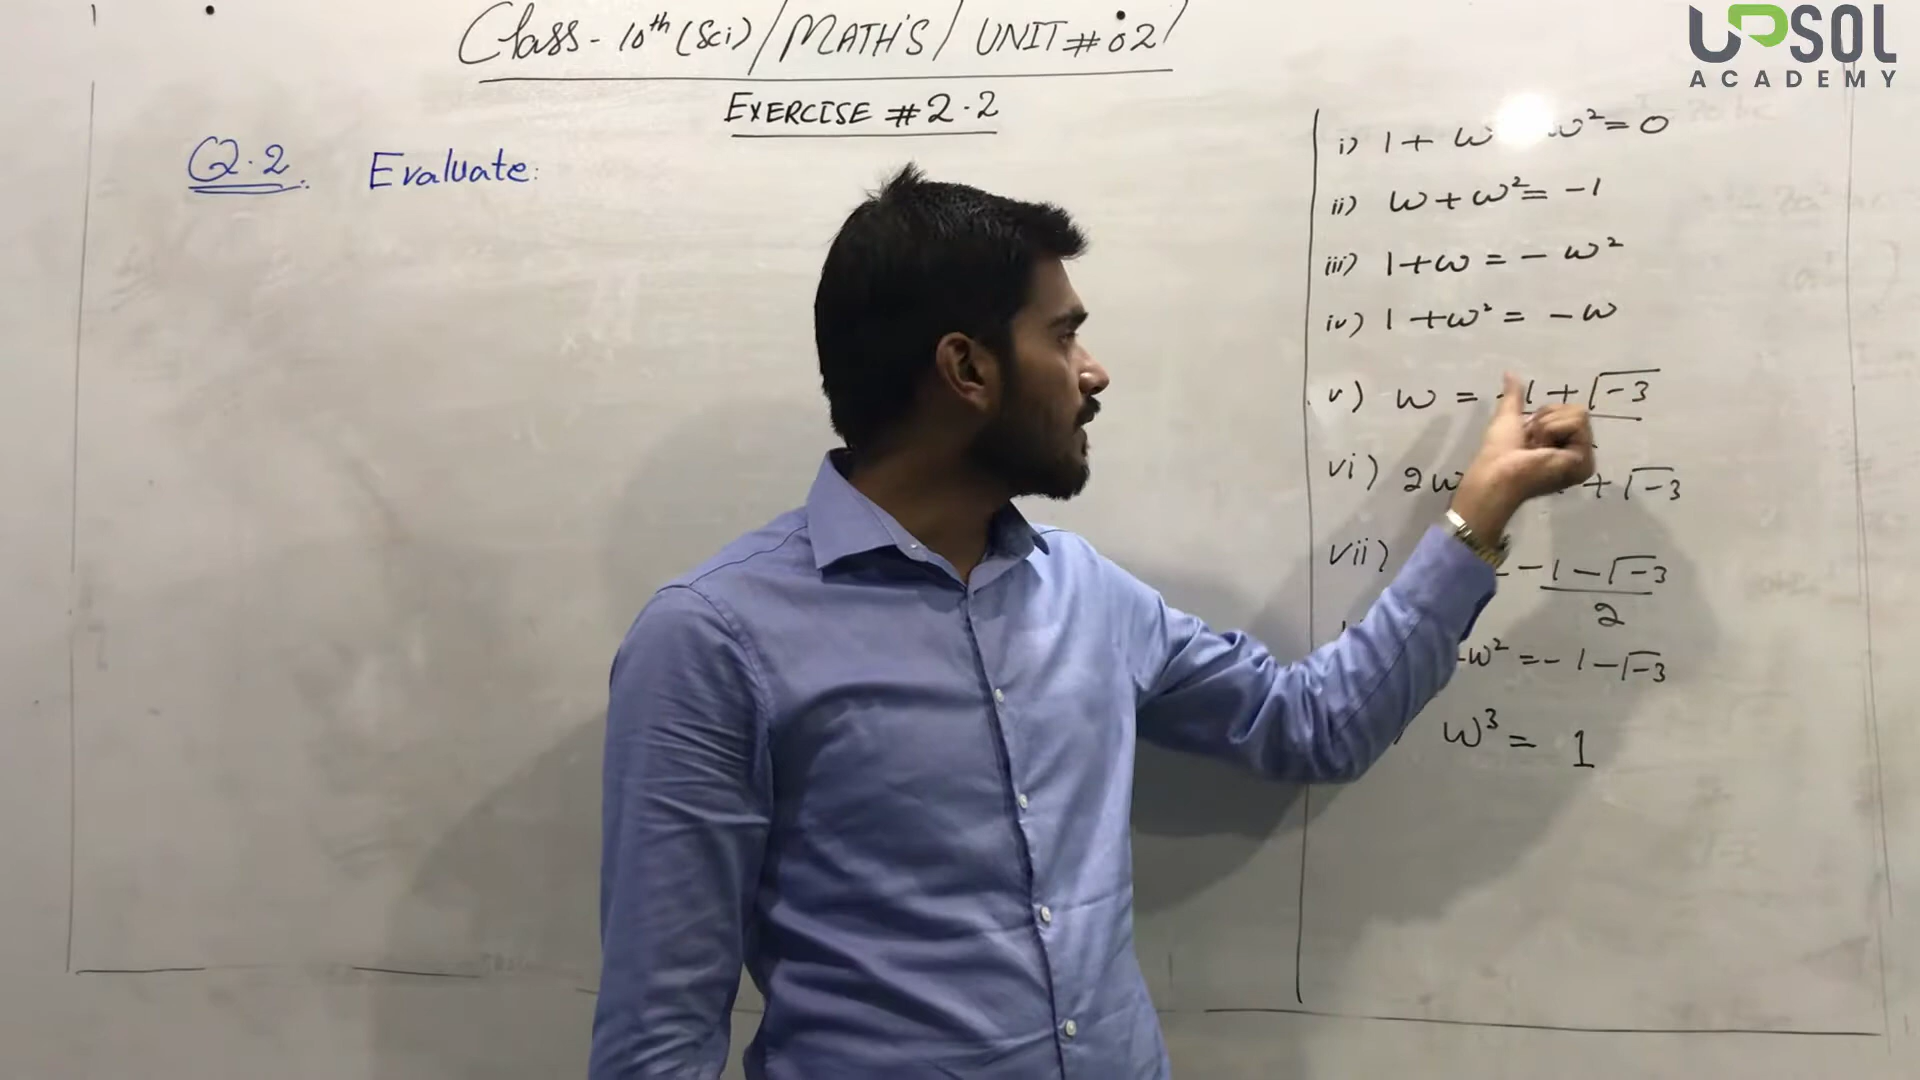 Class - 10th (Sci) / MATH'S / UNIT # 02
EXERCISE # 2.2
Q.2. Evaluate:
i) 1 + ω ω² = 0
ii) ω + ω² = -1
iii) 1 + ω = - ω²
iv) 1 + ω² = - ω
v) ω = -1 + √-3
vi) 2ω + √-3
vii) - 1 - √-3
2
ω² = - 1 - √-3
ω³ = 1
UPSOL
ACADEMY